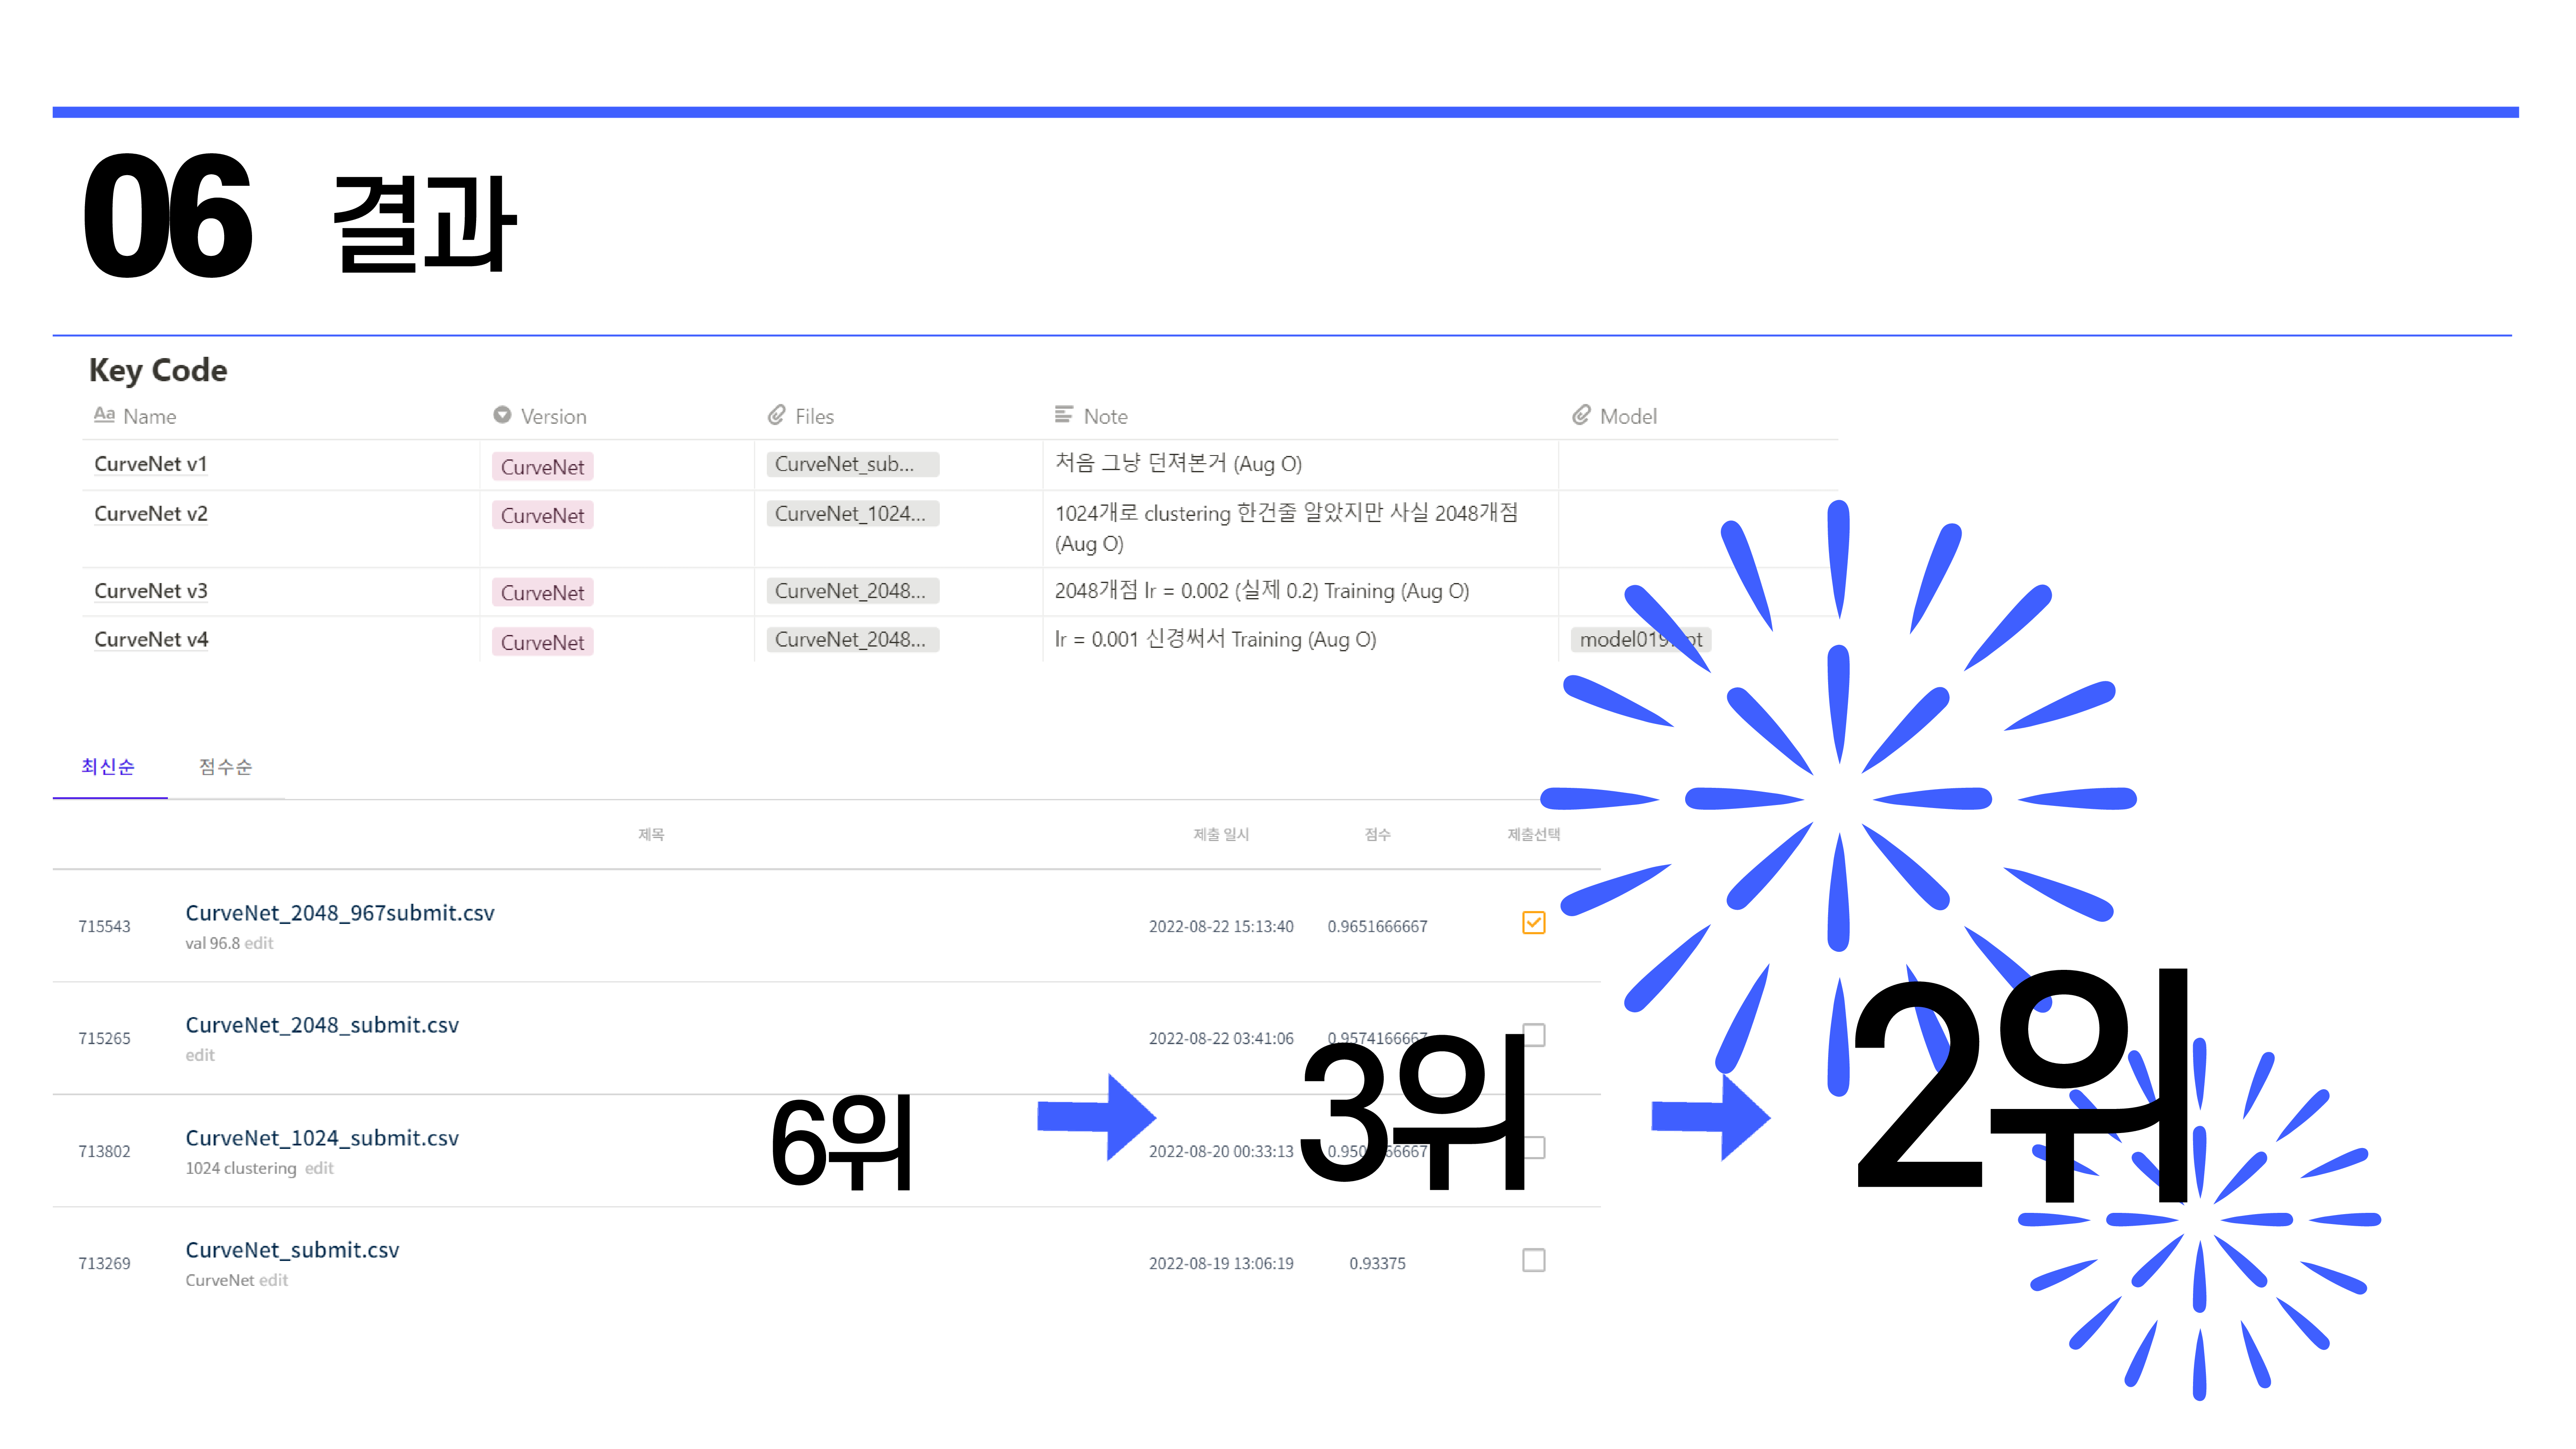 06 결과
Key Code
Aa Name Version Files Note Model
CurveNet v1 CurveNet CurveNet_sub... 처음 그냥 던져본거 (Aug O)
CurveNet v2 CurveNet CurveNet_1024... 1024개로 clustering 한건줄 알았지만 사실 2048개점
(Aug O)
CurveNet v3 CurveNet CurveNet_2048... 2048개점 lr = 0.002 (실제 0.2) Training (Aug O)
CurveNet v4 CurveNet CurveNet_2048... lr = 0.001 신경써서 Training (Aug O)
최신순 점수순
제목 제출 일시 점수 제출선택
715543 CurveNet_2048_967submit.csv 2022-08-22 15:13:40 0.9651666667
val 96.8 edit
715265 CurveNet_2048_submit.csv 2022-08-22 03:41:06 0.9574166667
edit
713802 CurveNet_1024_submit.csv 2022-08-20 00:33:13
1024 clustering edit
6위 3위 2위
713269 CurveNet_submit.csv 2022-08-19 13:06:19 0.93375
CurveNet edit